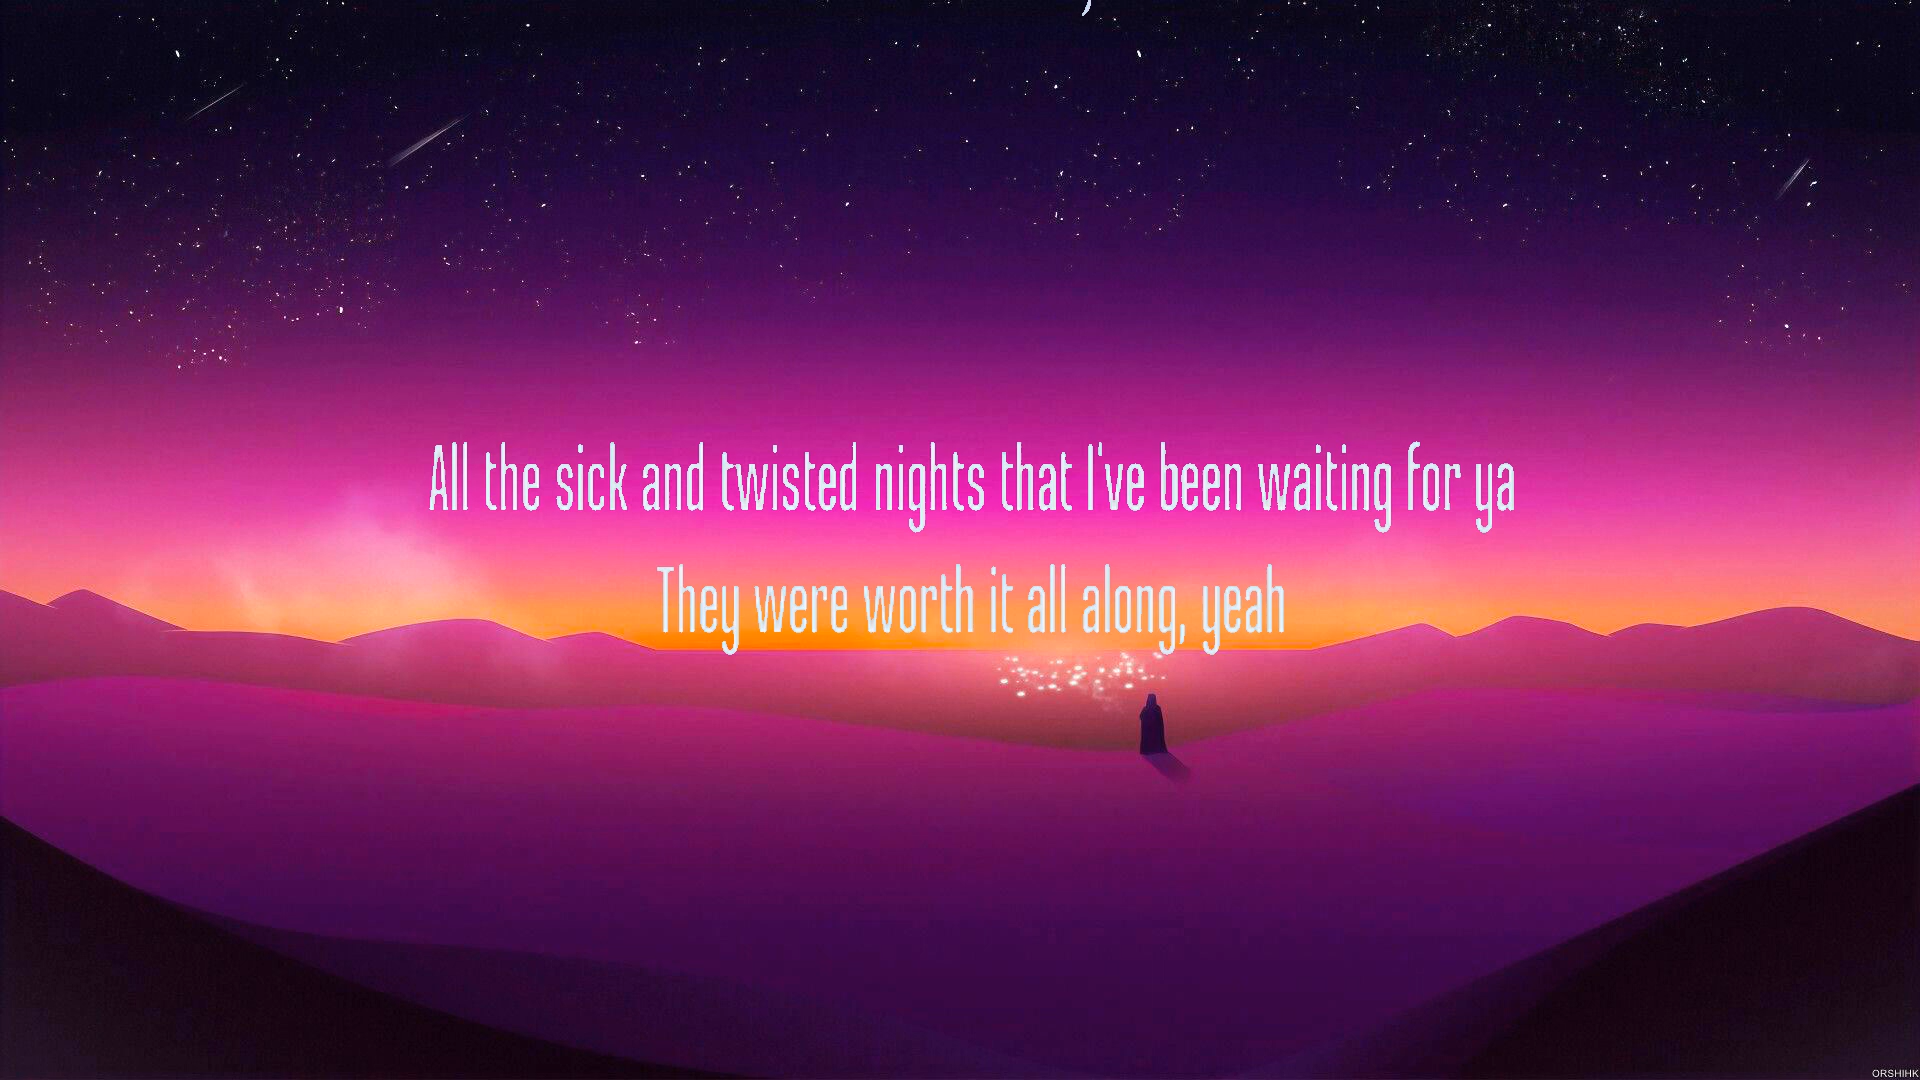 All the sick and twisted nights that I've been waiting for ya
They were worth it all along, yeah
ORSHIHK